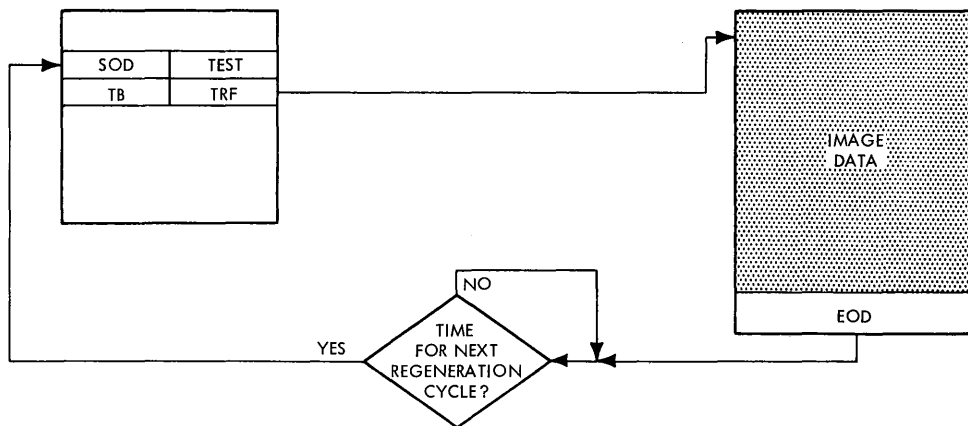 SOD TEST
TB TRF
IMAGE
DATA
EOD
NO
TIME
FOR NEXT
REGENERATION
CYCLE?
YES